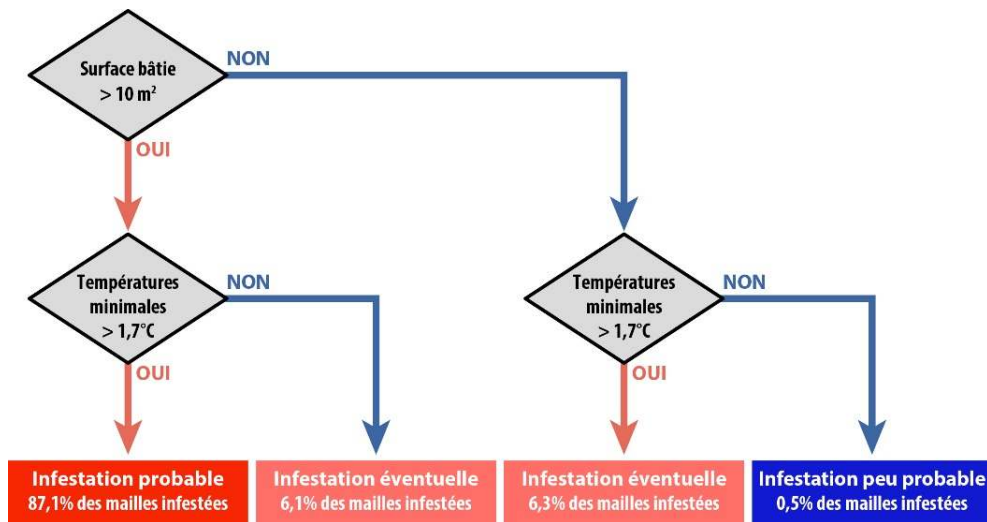 Surface bâtie
> 10 m²
NON
OUI
Températures
minimales
> 1,7°C
NON
OUI
Températures
minimales
> 1,7°C
NON
OUI
Infestation probable
87,1% des mailles infestées
Infestation éventuelle
6,1% des mailles infestées
Infestation éventuelle
6,3% des mailles infestées
Infestation peu probable
0,5% des mailles infestées